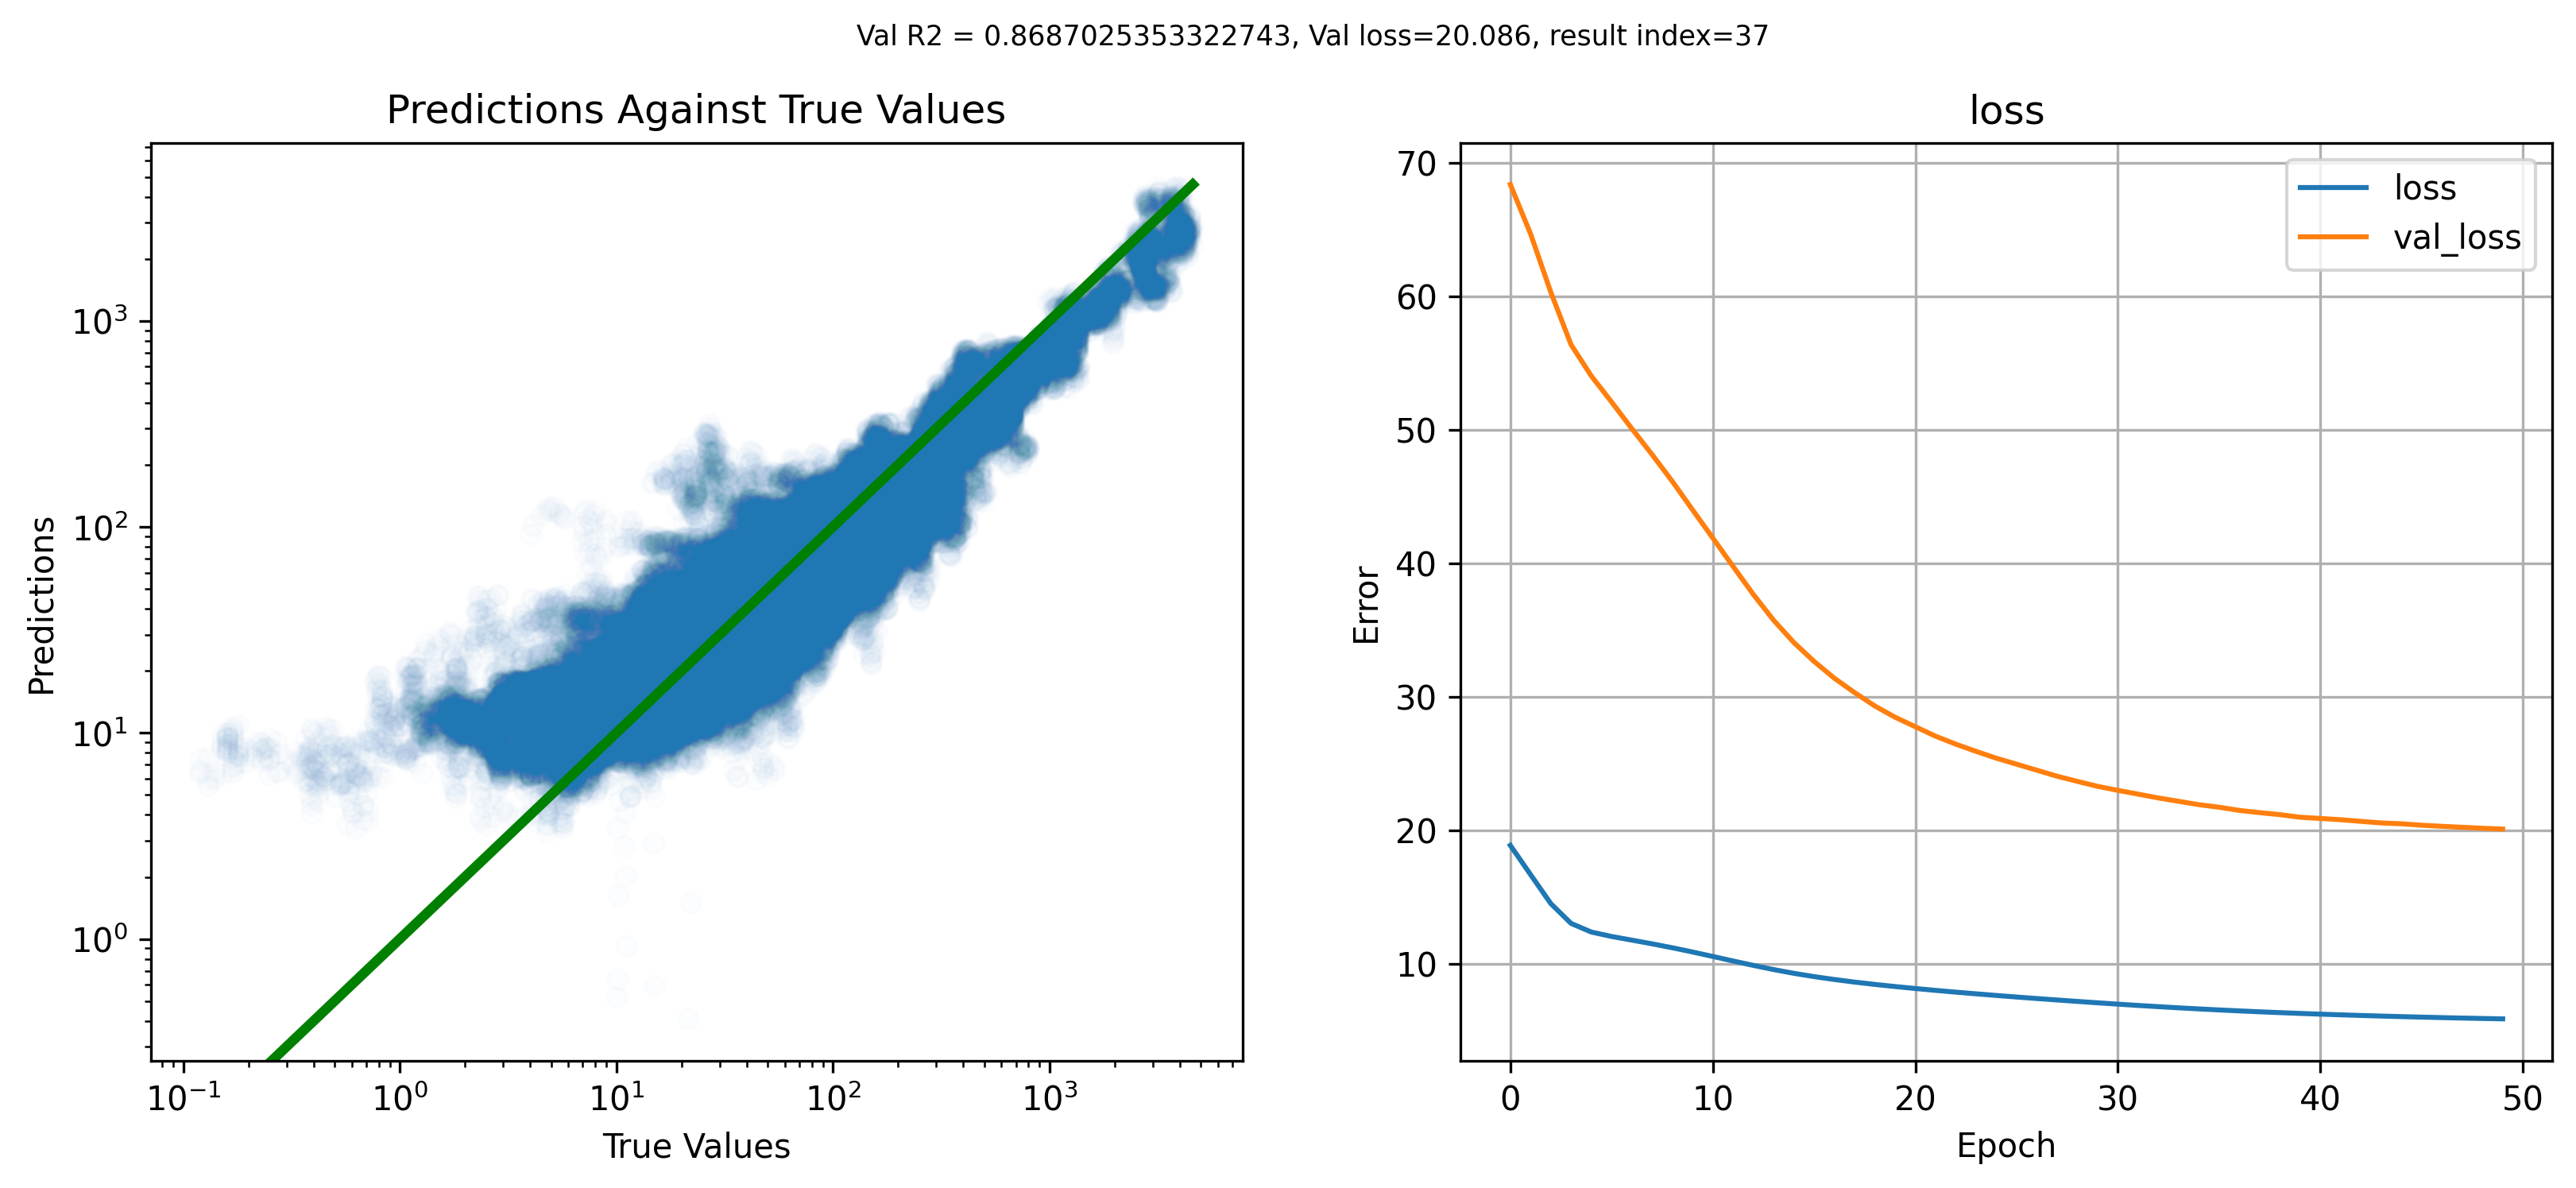 Val R2 = 0.8687025353322743, Val loss=20.086, result index=37
Predictions Against True Values
Predictions
10³
10²
10¹
10⁰
10⁻¹ 10⁰ 10¹ 10² 10³
True Values
loss
loss
val_loss
Error
70
60
50
40
30
20
10
0 10 20 30 40 50
Epoch